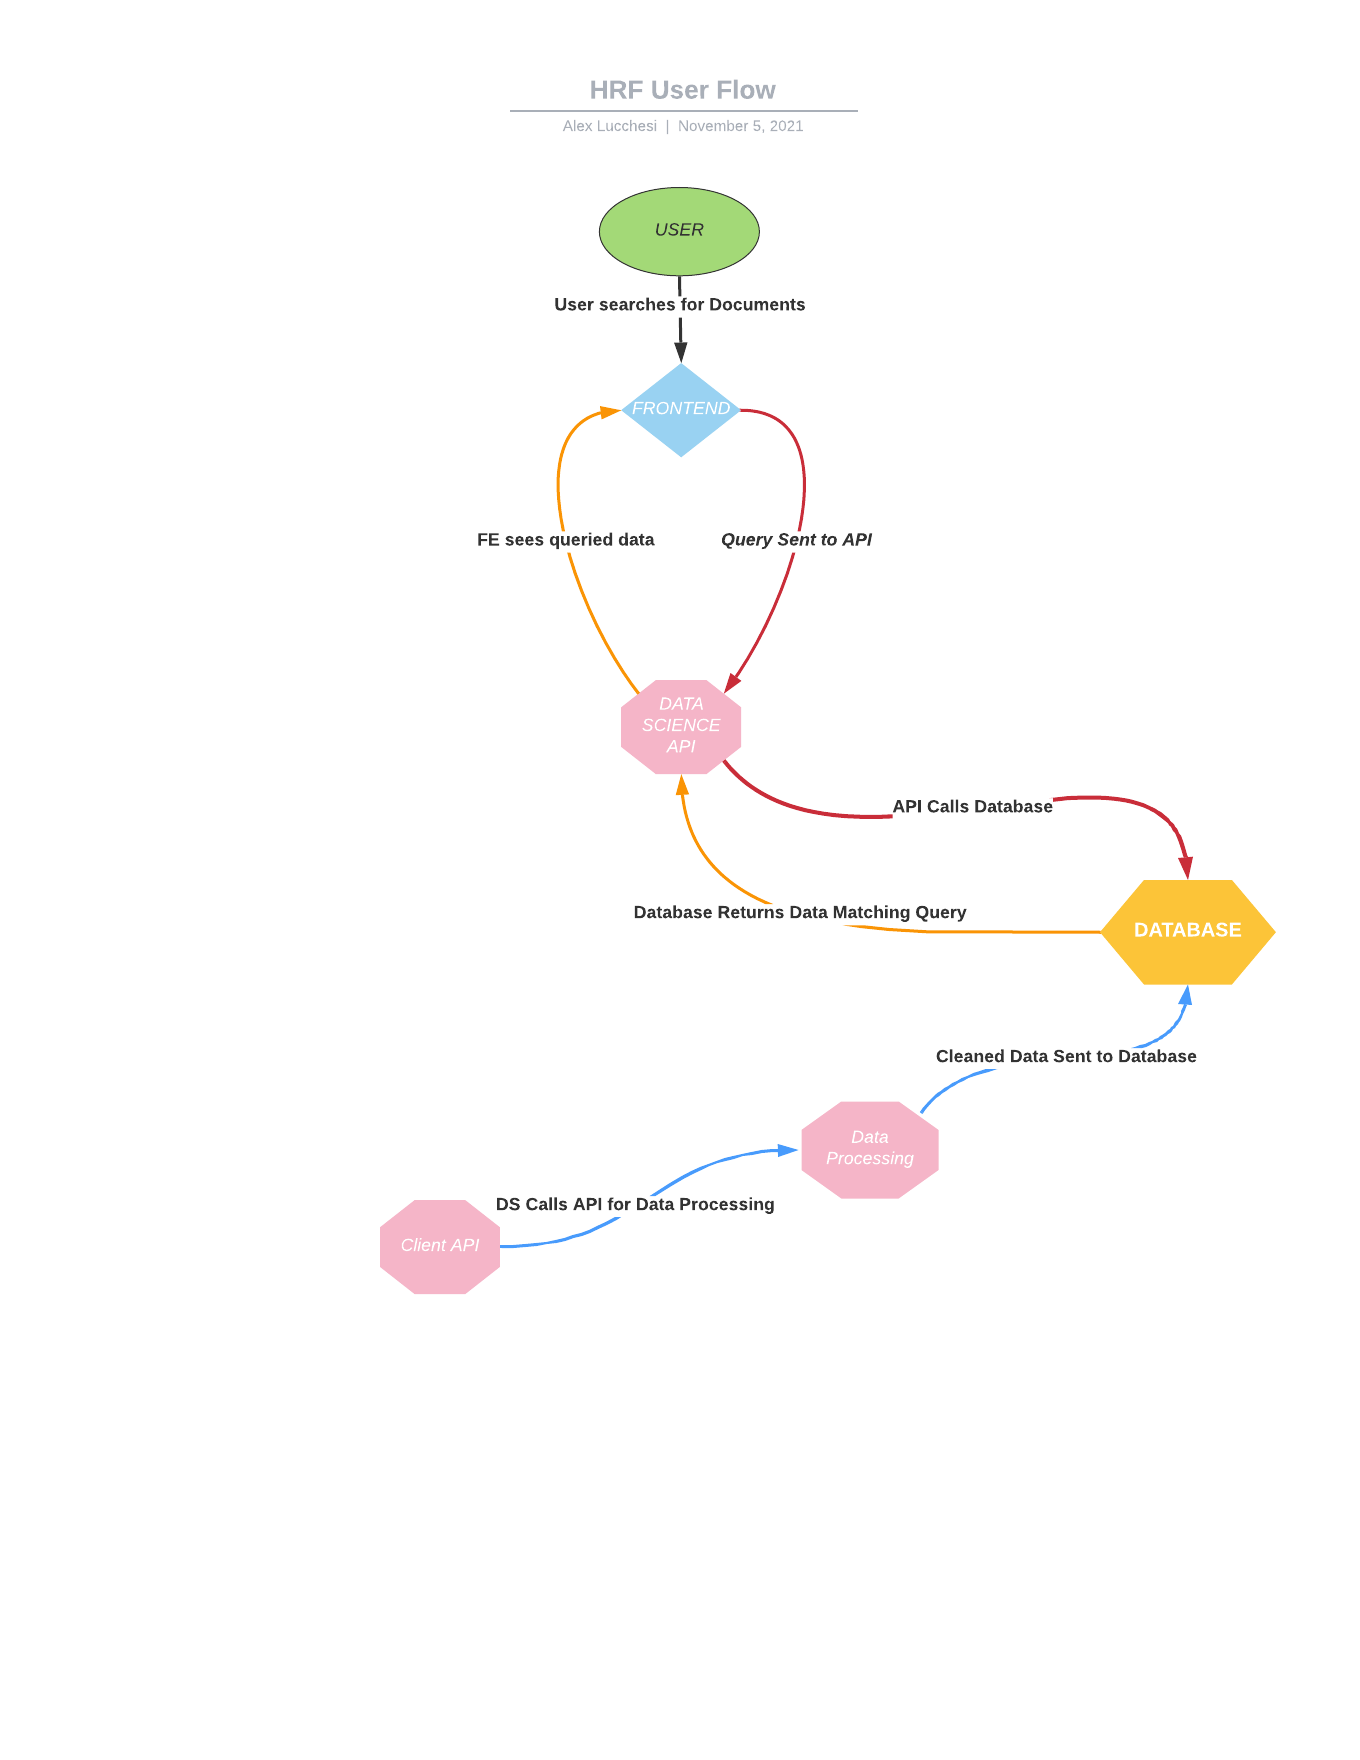 HRF User Flow
Alex Lucchesi | November 5, 2021
USER
User searches for Documents
FRONTEND
FE sees queried data
Query Sent to API
DATA
SCIENCE
API
API Calls Database
Database Returns Data Matching Query
DATABASE
Cleaned Data Sent to Database
Data
Processing
DS Calls API for Data Processing
Client API